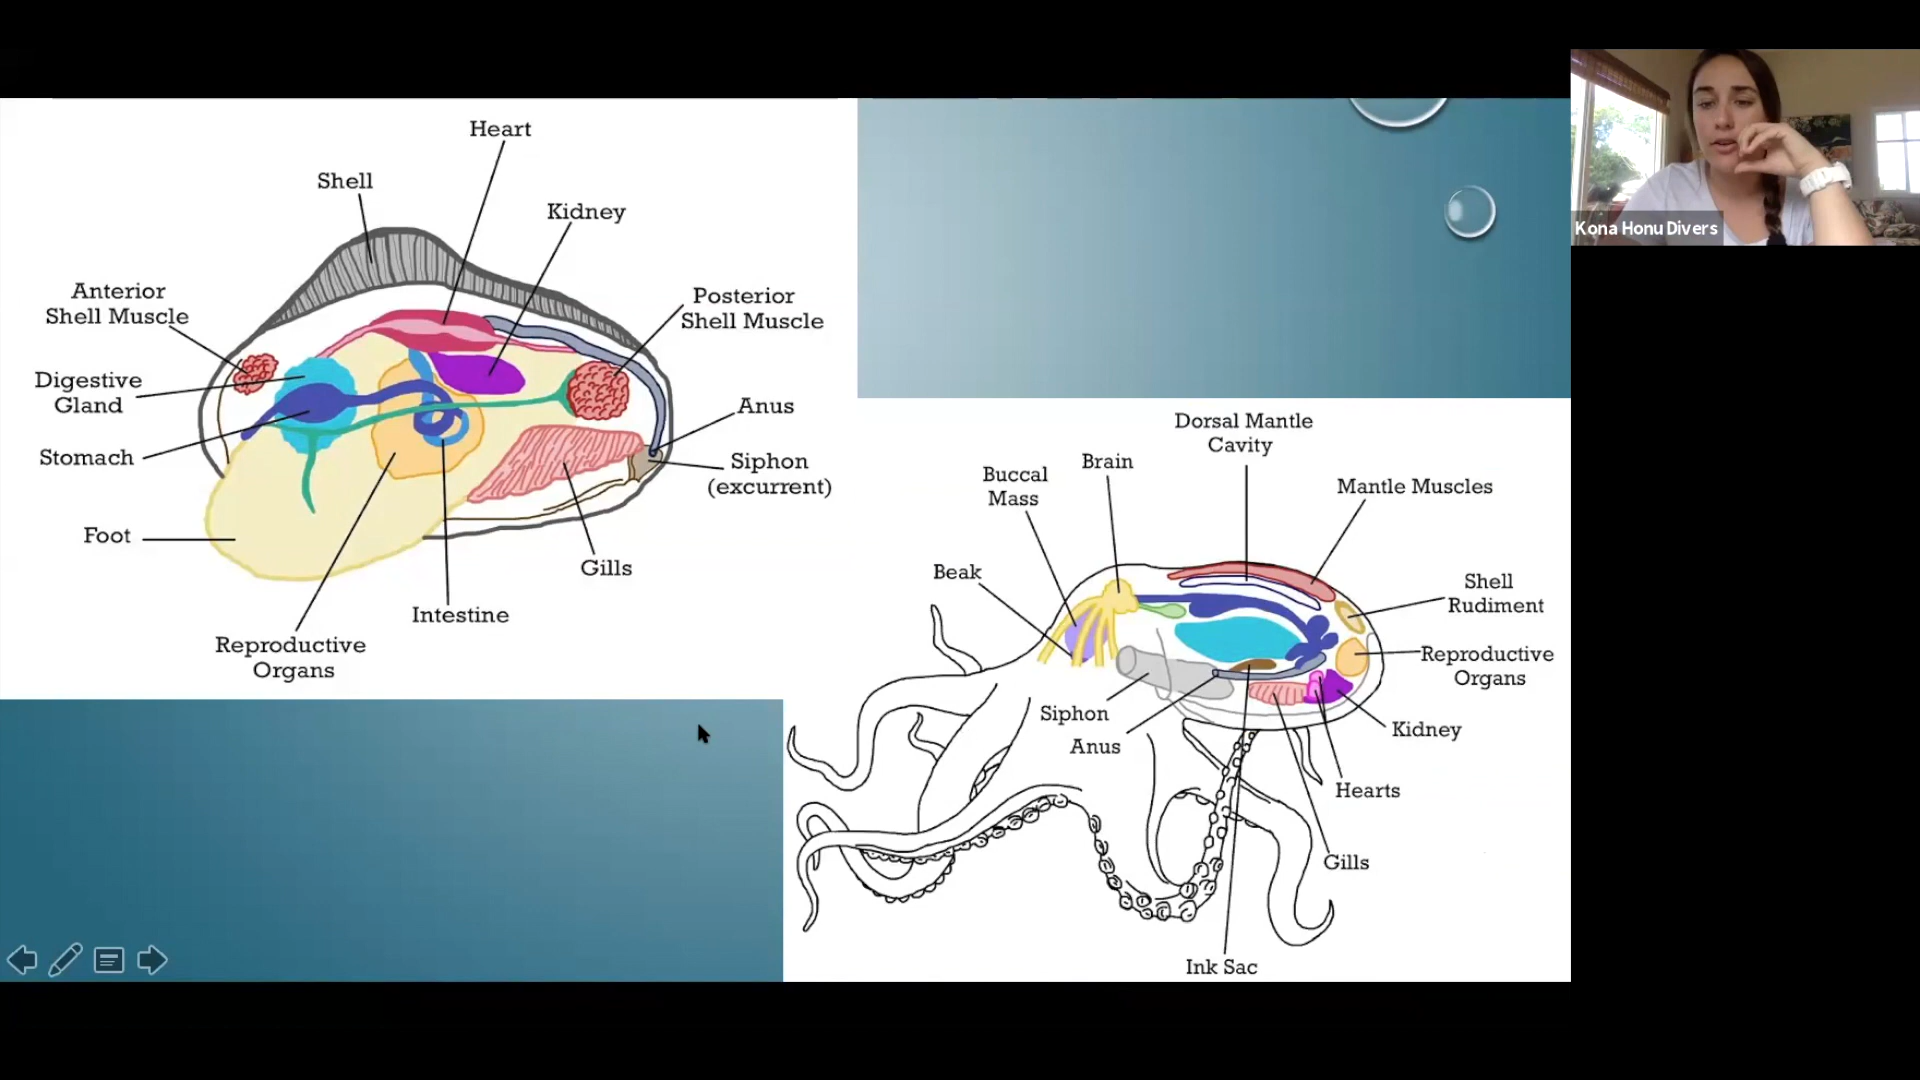 Heart
Shell
Kidney
Anterior
Shell Muscle
Posterior
Shell Muscle
Digestive
Gland
Anus
Stomach
Siphon
(excurrent)
Foot
Gills
Intestine
Reproductive
Organs
Kona Honu Divers
Dorsal Mantle
Cavity
Brain
Buccal
Mass
Mantle Muscles
Beak
Shell
Rudiment
Reproductive
Organs
Siphon
Anus
Kidney
Hearts
Gills
Ink Sac